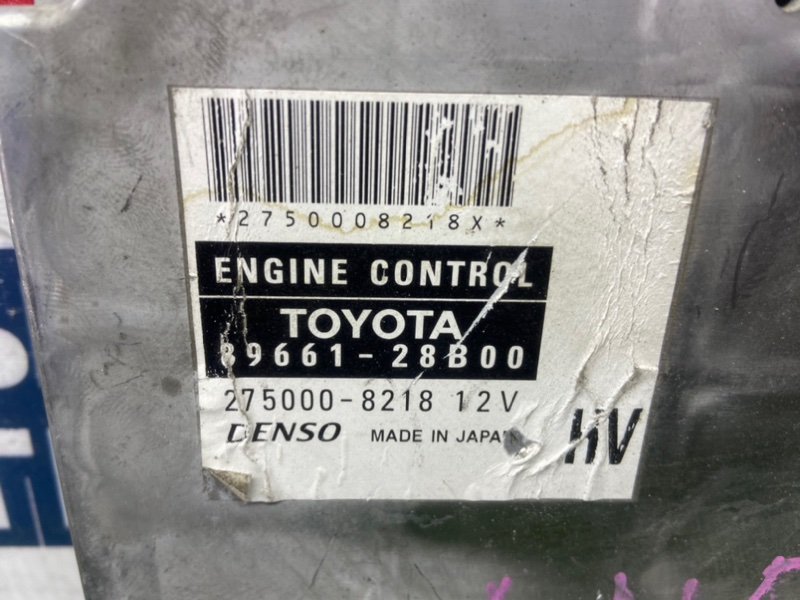 *2750008218X*
ENGINE CONTROL
TOYOTA
89661-28B00
275000-8218 12V
DENSO MADE IN JAPAN
HV